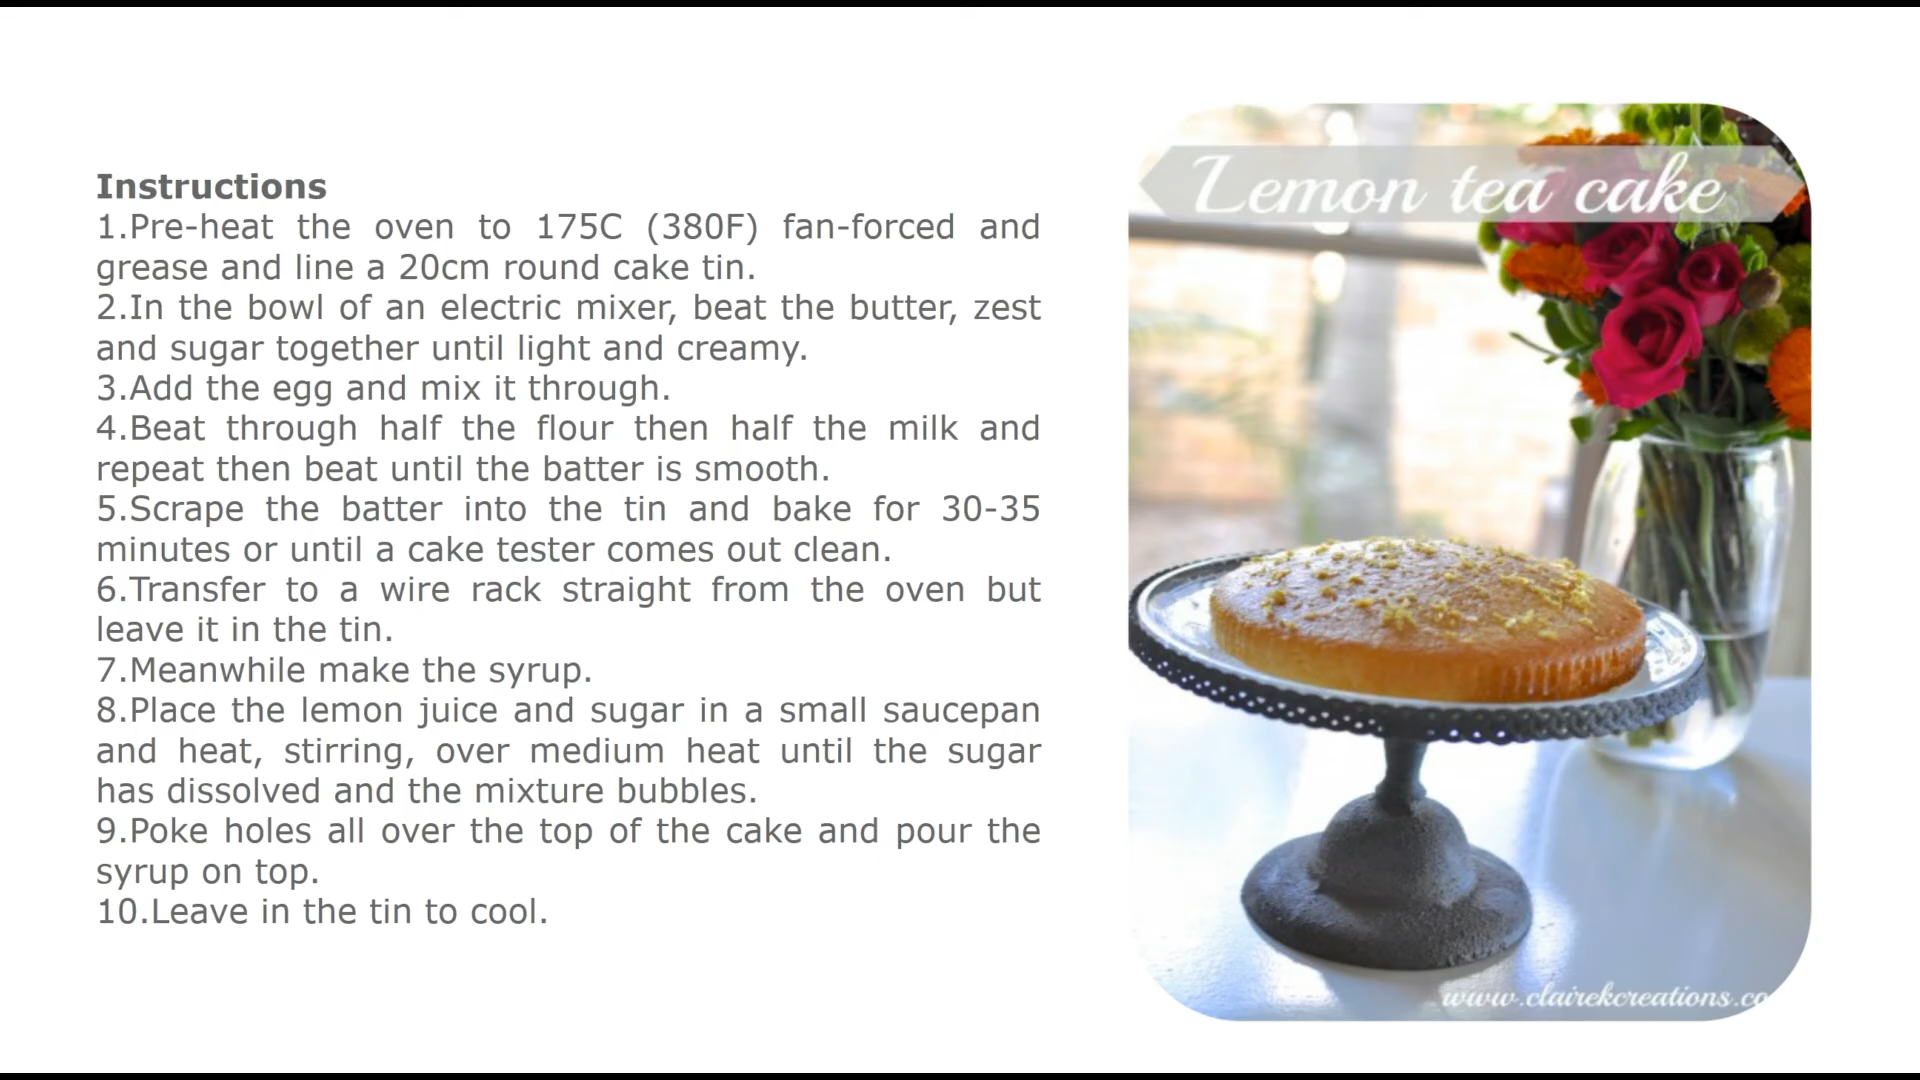 Instructions
1.Pre-heat the oven to 175C (380F) fan-forced and
grease and line a 20cm round cake tin.
2.In the bowl of an electric mixer, beat the butter, zest
and sugar together until light and creamy.
3.Add the egg and mix it through.
4.Beat through half the flour then half the milk and
repeat then beat until the batter is smooth.
5.Scrape the batter into the tin and bake for 30-35
minutes or until a cake tester comes out clean.
6.Transfer to a wire rack straight from the oven but
leave it in the tin.
7.Meanwhile make the syrup.
8.Place the lemon juice and sugar in a small saucepan
and heat, stirring, over medium heat until the sugar
has dissolved and the mixture bubbles.
9.Poke holes all over the top of the cake and pour the
syrup on top.
10.Leave in the tin to cool.
Lemon tea cake
www.clairekcreations.co